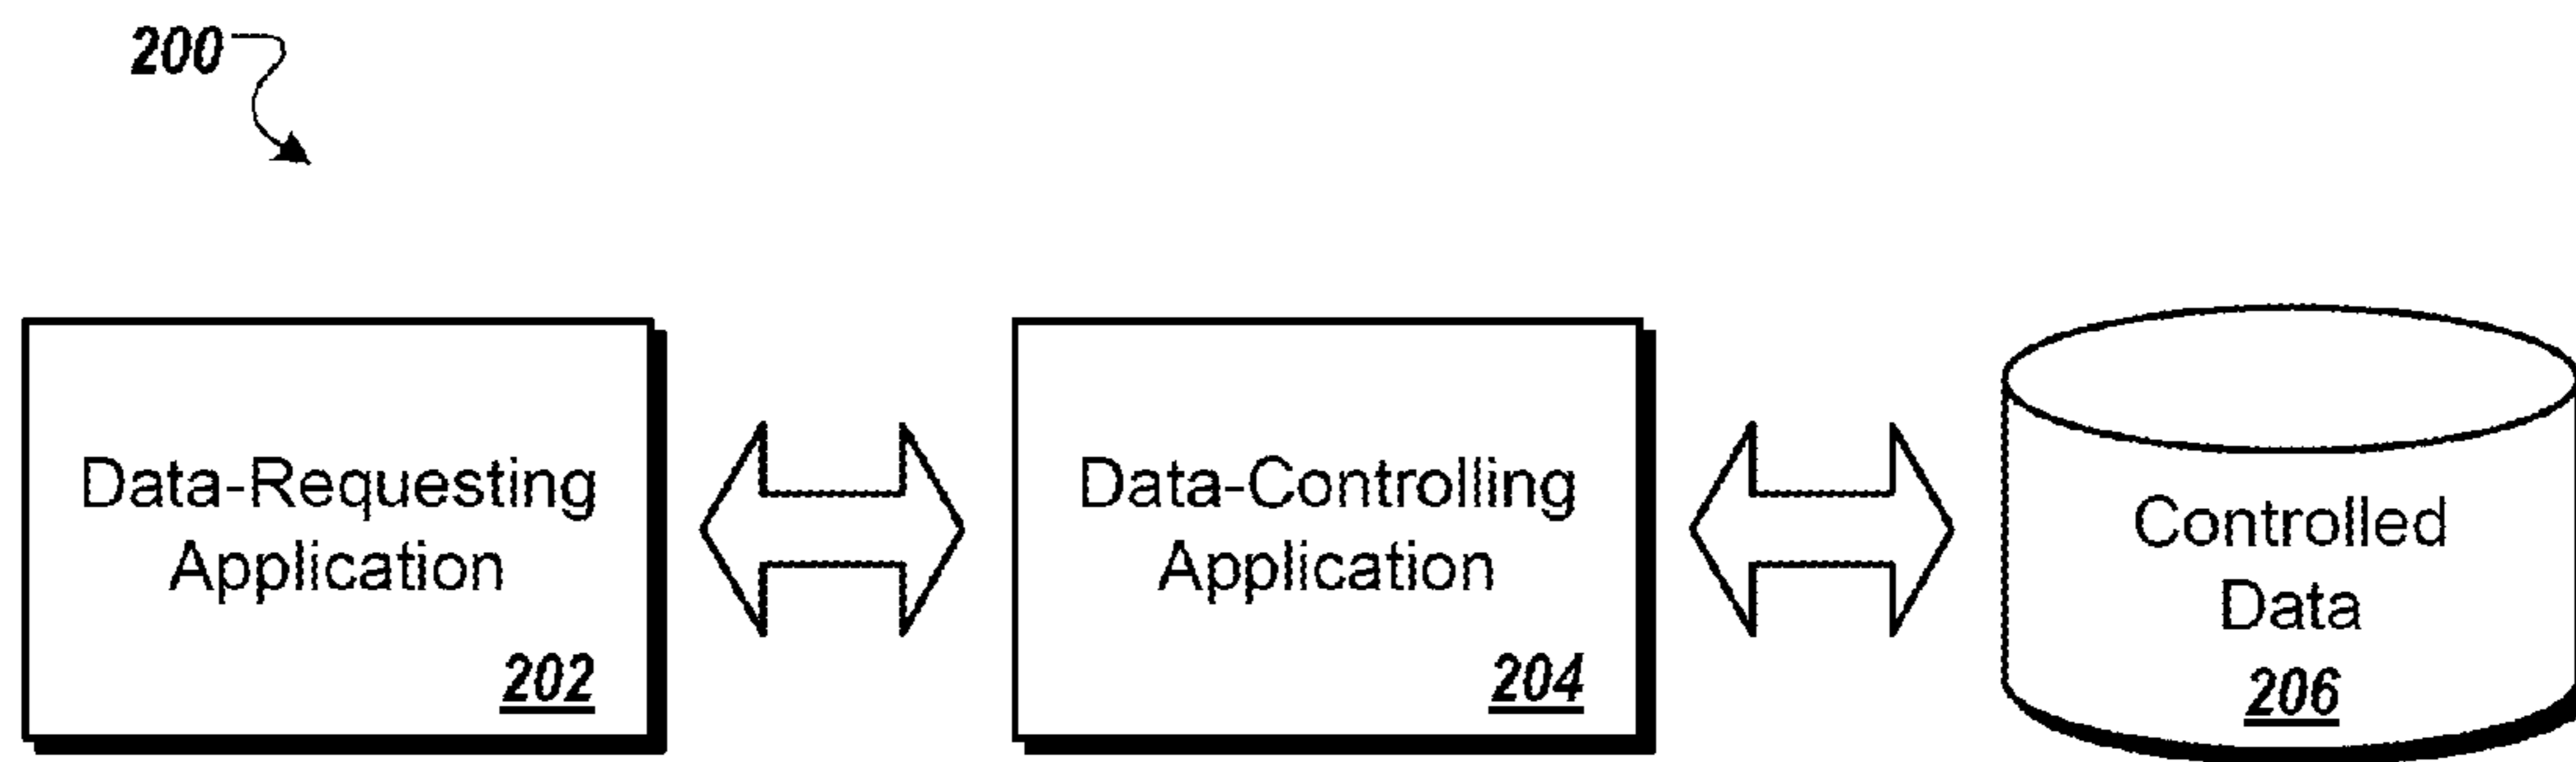 200
Data-Requesting
Application
202
Data-Controlling
Application
204
Controlled
Data
206